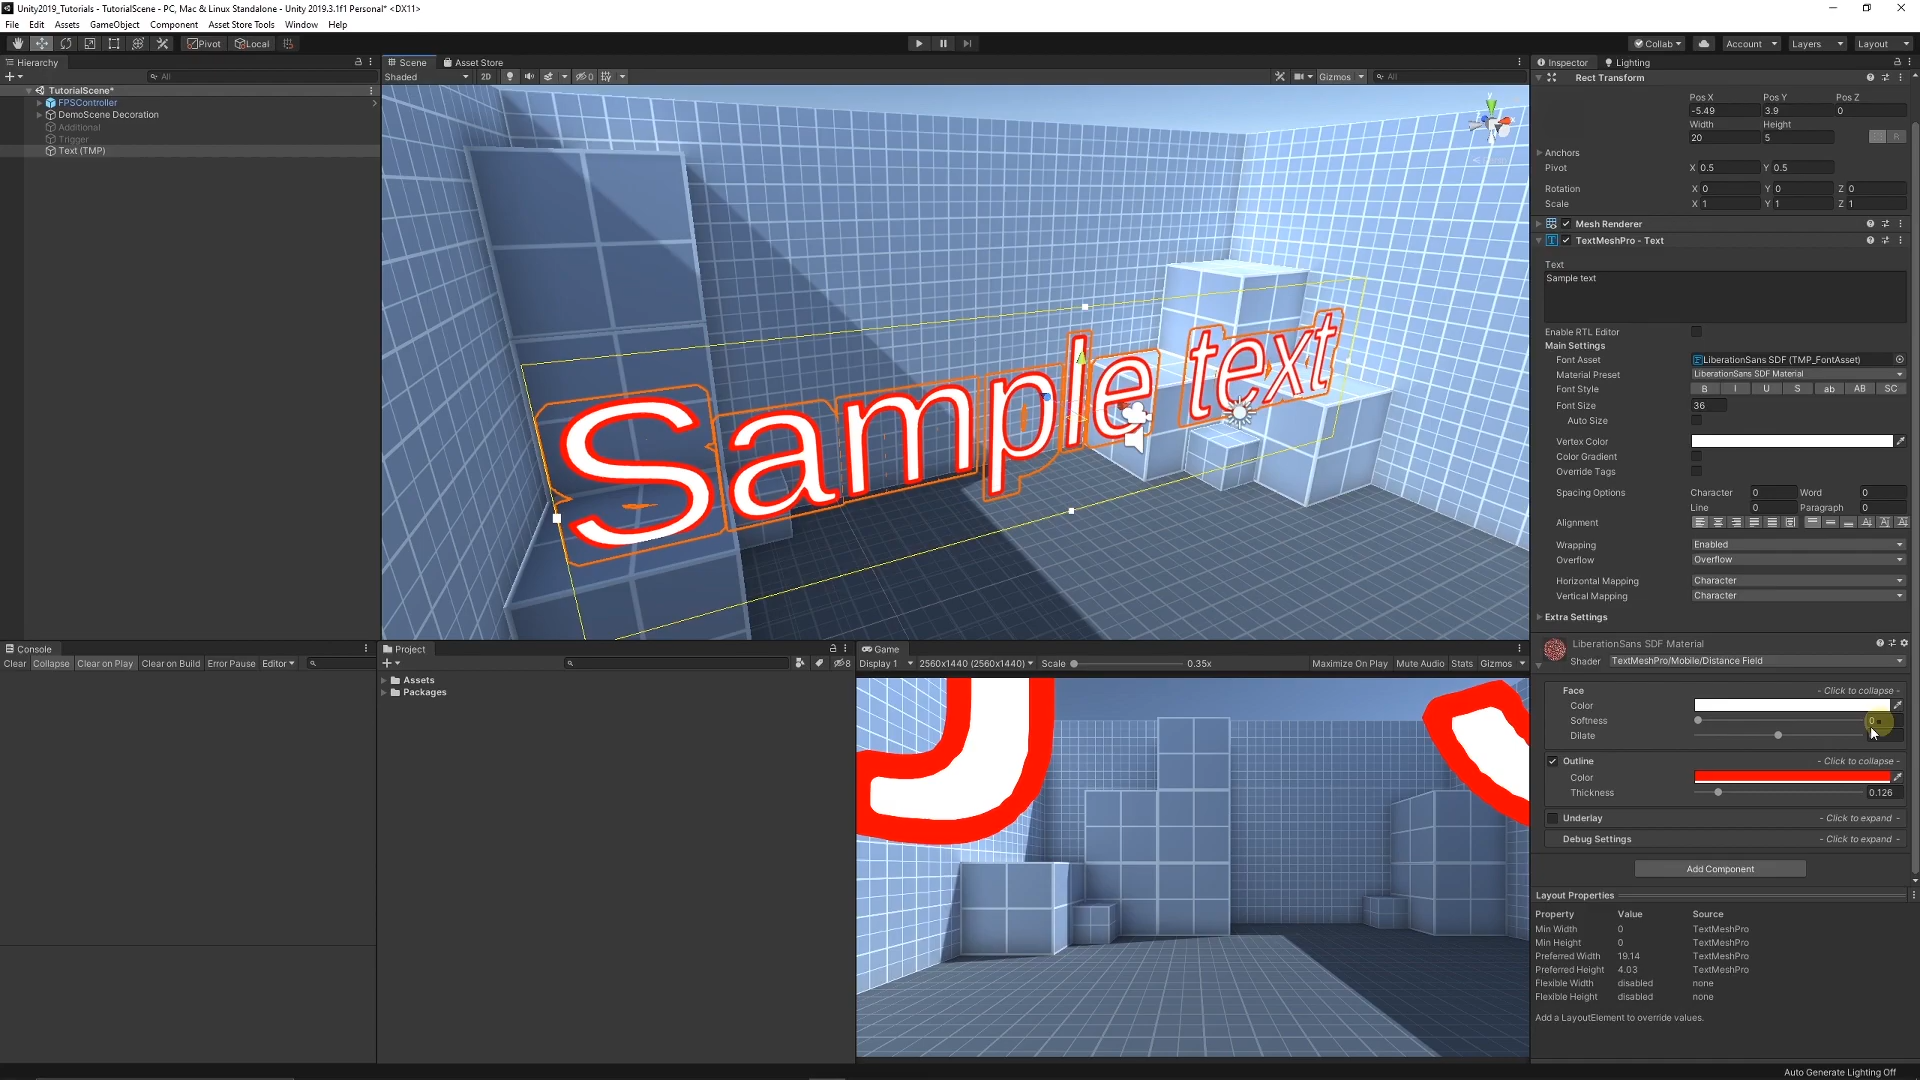 Unity2019_Tutorials - TutorialScene - PC, Mac & Linux Standalone - Unity 2019.3.1f1 Personal* <DX11>
File Edit Assets GameObject Component Asset Store Tools Window Help
Pivot Local Collab Account Layers Layout
Hierarchy
All
TutorialScene*
FPSController
DemoScene Decoration
Additional
Trigger
Text (TMP)
Scene Asset Store
Shaded 2D 0 Gizmos All
Sample text
Console
Clear Collapse Clear on Play Clear on Build Error Pause Editor
Project
8
Assets
Packages
Game
Display 1 2560x1440 (2560x1440) Scale 0.35x Maximize On Play Mute Audio Stats Gizmos
Inspector Lighting
Rect Transform
Pos X Pos Y Pos Z
-5.49 3.9 0
Width Height
20 5
R
Anchors
Pivot X 0.5 Y 0.5
Rotation X 0 Y 0 Z 0
Scale X 1 Y 1 Z 1
Mesh Renderer
TextMeshPro - Text
Text
Sample text
Enable RTL Editor
Main Settings
Font Asset LiberationSans SDF (TMP_FontAsset)
Material Preset LiberationSans SDF Material
Font Style B I U S ab AB SC
Font Size 36
Auto Size
Vertex Color
Color Gradient
Override Tags
Spacing Options Character 0 Word 0
Line 0 Paragraph 0
Alignment
Wrapping Enabled
Overflow Overflow
Horizontal Mapping Character
Vertical Mapping Character
Extra Settings
LiberationSans SDF Material
Shader TextMeshPro/Mobile/Distance Field
Face - Click to collapse -
Color
Softness 0
Dilate
Outline - Click to collapse -
Color
Thickness 0.126
Underlay - Click to expand -
Debug Settings - Click to expand -
Add Component
Layout Properties
Property Value Source
Min Width 0 TextMeshPro
Min Height 0 TextMeshPro
Preferred Width 19.14 TextMeshPro
Preferred Height 4.03 TextMeshPro
Flexible Width disabled none
Flexible Height disabled none
Add a LayoutElement to override values.
Auto Generate Lighting Off